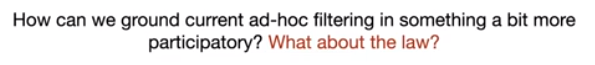 How can we ground current ad-hoc filtering in something a bit more
participatory? What about the law?